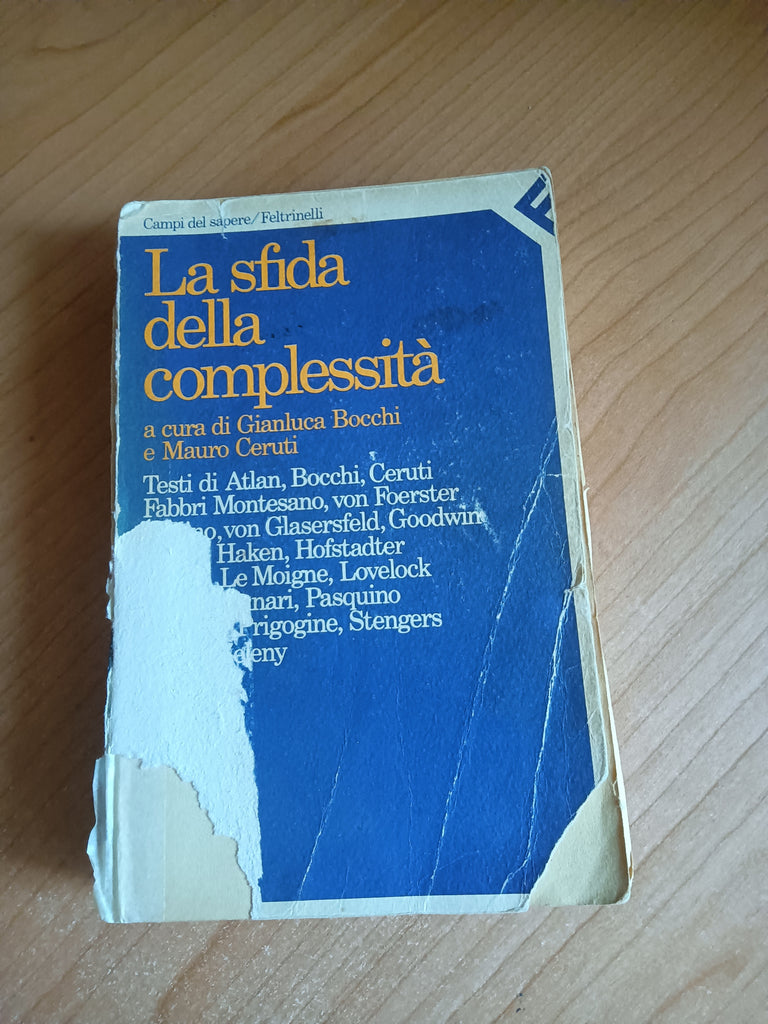 Campi del sapere/Feltrinelli
La sfida
della
complessità
a cura di Gianluca Bocchi
e Mauro Ceruti
Testi di Atlan, Bocchi, Ceruti
Fabbri Montesano, von Foerster
von Glasersfeld, Goodwin
Haken, Hofstadter
Le Moigne, Lovelock
Pasquino
Prigogine, Stengers